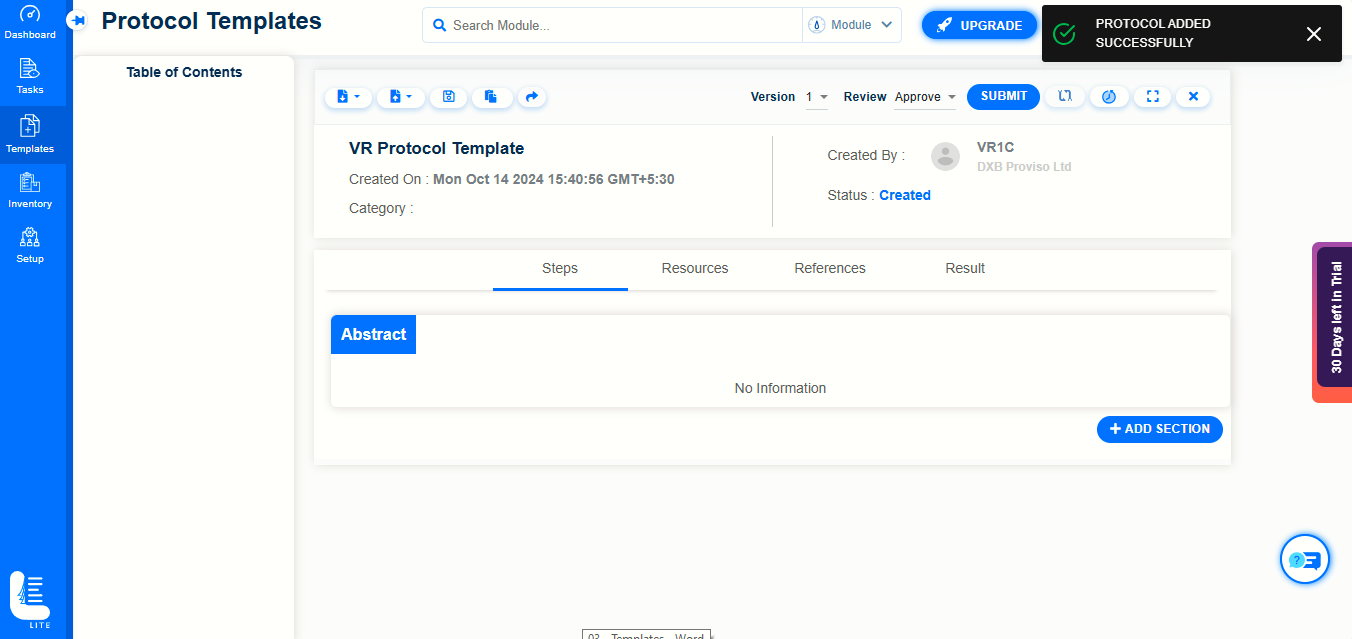 Dashboard
Tasks
Templates
Inventory
Setup
LITE
Protocol Templates
Search Module...
Module
UPGRADE
PROTOCOL ADDED
SUCCESSFULLY
Table of Contents
Version 1 Review Approve SUBMIT
VR Protocol Template
Created On : Mon Oct 14 2024 15:40:56 GMT+5:30
Category :
Created By : VR1C
DXB Proviso Ltd
Status : Created
Steps Resources References Result
Abstract
No Information
+ ADD SECTION
30 Days left in Trial
?
02 - Templates - Word